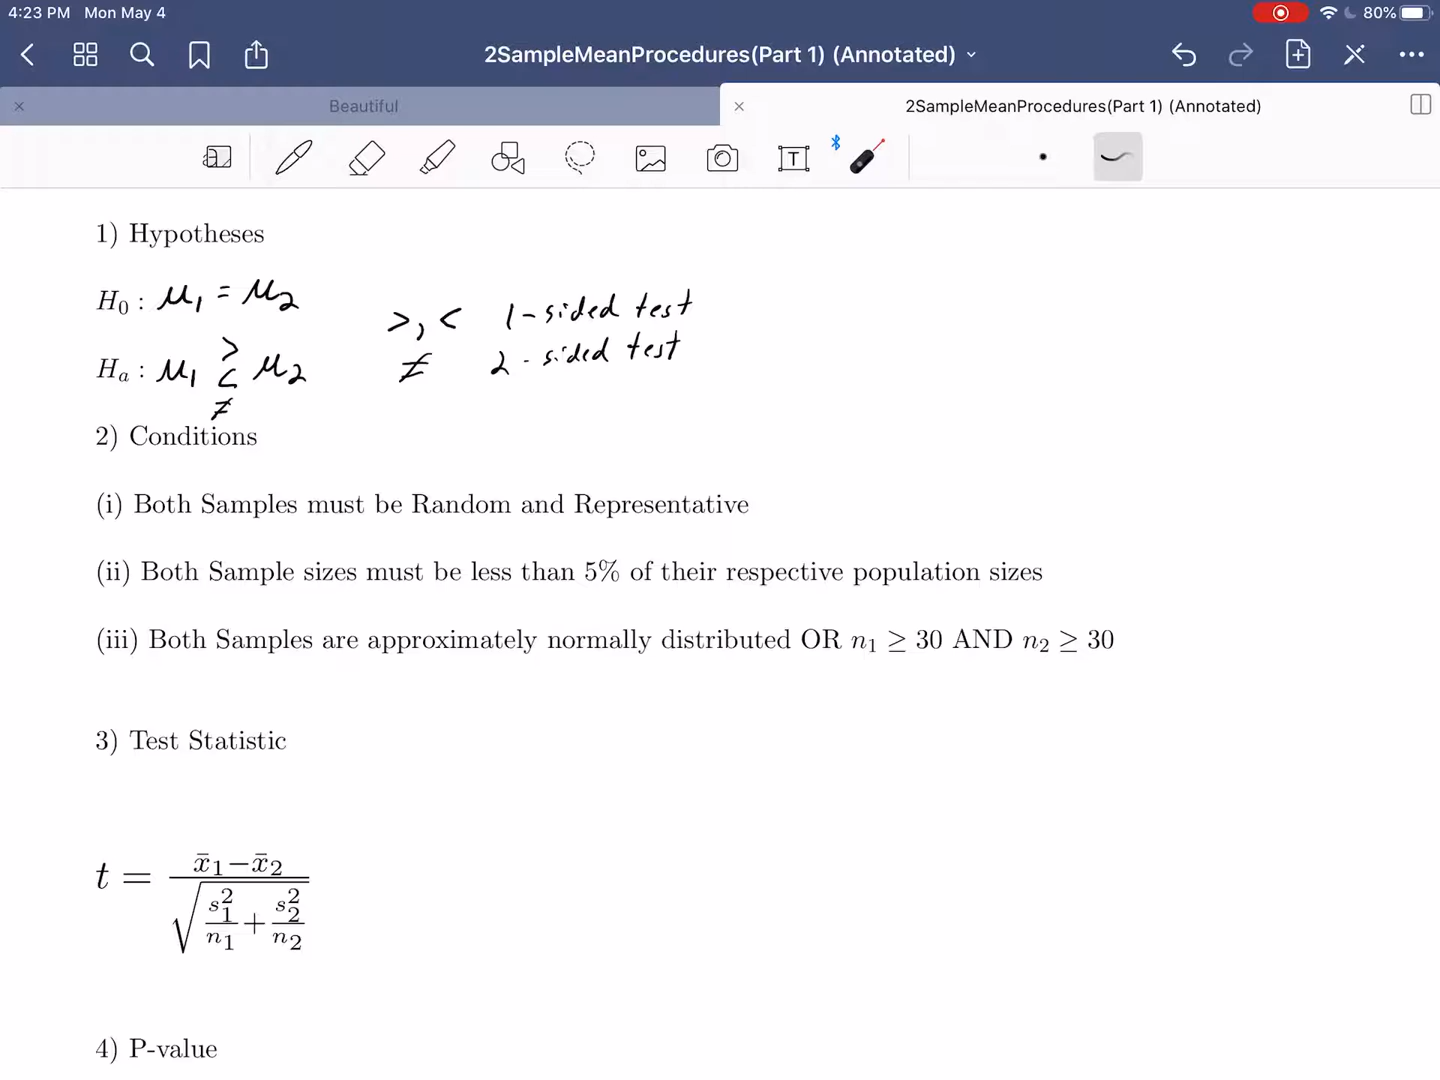 4:23 PM Mon May 4 80%
2SampleMeanProcedures(Part 1) (Annotated)
Beautiful
2SampleMeanProcedures(Part 1) (Annotated)
1) Hypotheses
H₀ : μ₁ = μ₂
>, < 1-sided test
Hₐ : μ₁ > < ≠ μ₂
≠ 2-sided test
2) Conditions
(i) Both Samples must be Random and Representative
(ii) Both Sample sizes must be less than 5% of their respective population sizes
(iii) Both Samples are approximately normally distributed OR n₁ ≥ 30 AND n₂ ≥ 30
3) Test Statistic
t = (x̄₁−x̄₂)/√(s₁²/n₁ + s₂²/n₂)
4) P-value